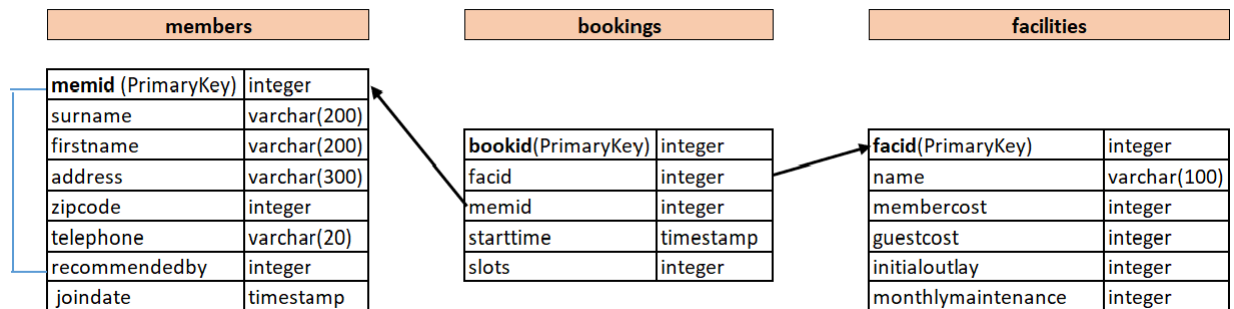 members
memid (PrimaryKey) integer
surname varchar(200)
firstname varchar(200)
address varchar(300)
zipcode integer
telephone varchar(20)
recommendedby integer
joindate timestamp
bookings
bookid(PrimaryKey) integer
facid integer
memid integer
starttime timestamp
slots integer
facilities
facid(PrimaryKey) integer
name varchar(100)
membercost integer
guestcost integer
initialoutlay integer
monthlymaintenance integer